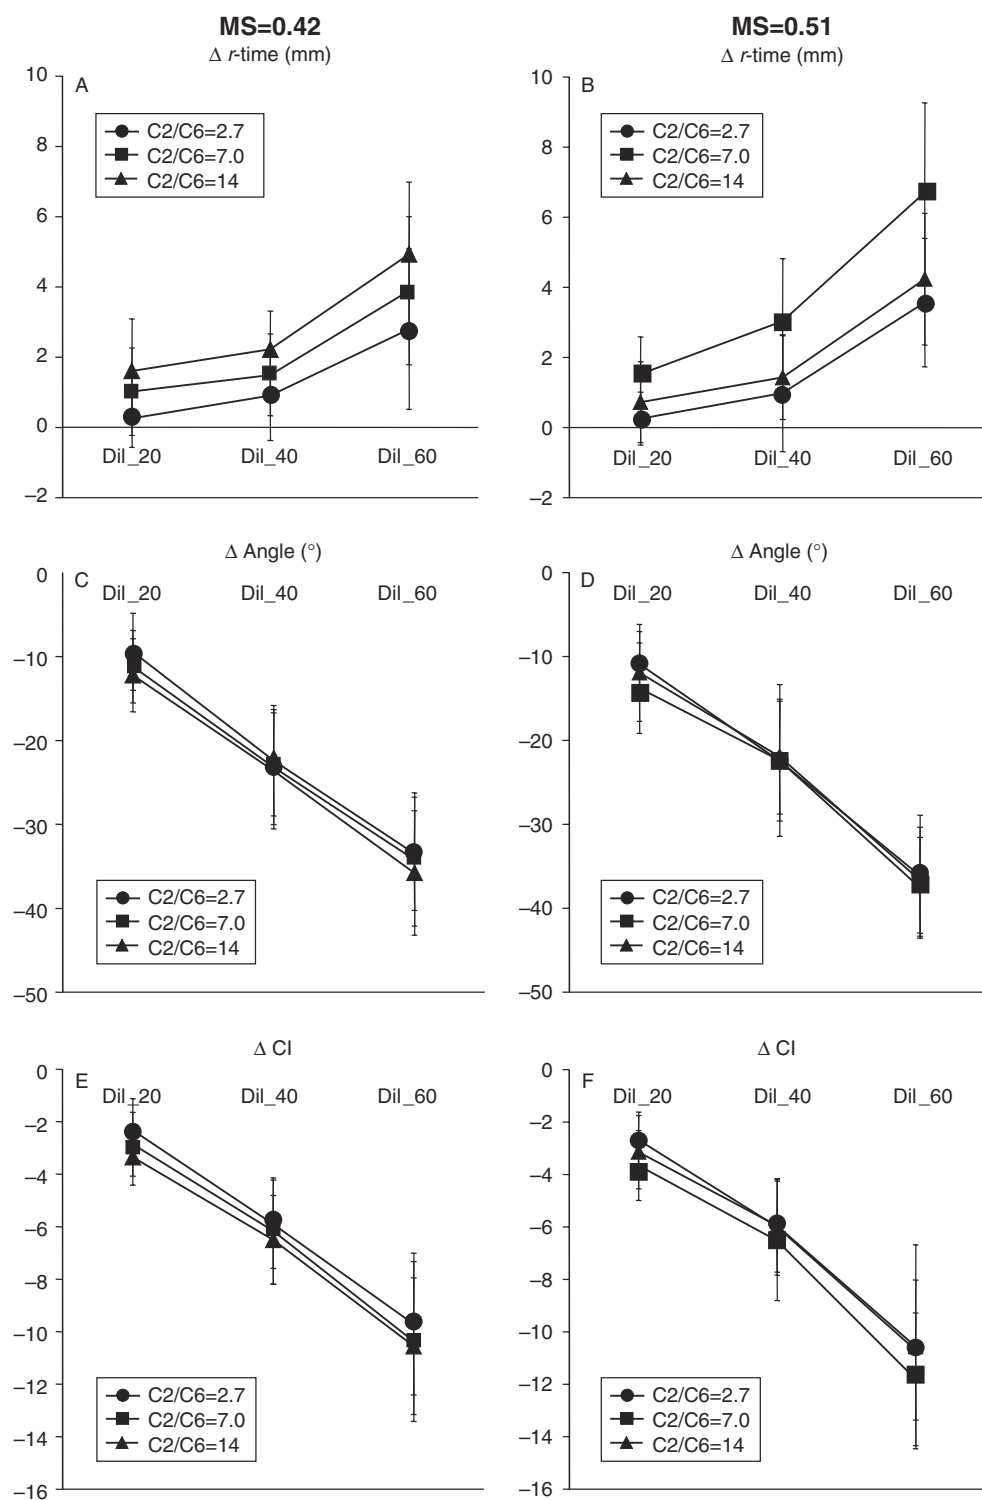 MS=0.42
Δ r-time (mm)
A
10
8
6
4
2
0
–2
C2/C6=2.7
C2/C6=7.0
C2/C6=14
Dil_20 Dil_40 Dil_60
MS=0.51
Δ r-time (mm)
B
10
8
6
4
2
0
–2
C2/C6=2.7
C2/C6=7.0
C2/C6=14
Dil_20 Dil_40 Dil_60
Δ Angle (°)
C
0
–10
–20
–30
–40
–50
Dil_20 Dil_40 Dil_60
C2/C6=2.7
C2/C6=7.0
C2/C6=14
Δ Angle (°)
D
0
–10
–20
–30
–40
–50
Dil_20 Dil_40 Dil_60
C2/C6=2.7
C2/C6=7.0
C2/C6=14
Δ CI
E
0
–2
–4
–6
–8
–10
–12
–14
–16
Dil_20 Dil_40 Dil_60
C2/C6=2.7
C2/C6=7.0
C2/C6=14
Δ CI
F
0
–2
–4
–6
–8
–10
–12
–14
–16
Dil_20 Dil_40 Dil_60
C2/C6=2.7
C2/C6=7.0
C2/C6=14